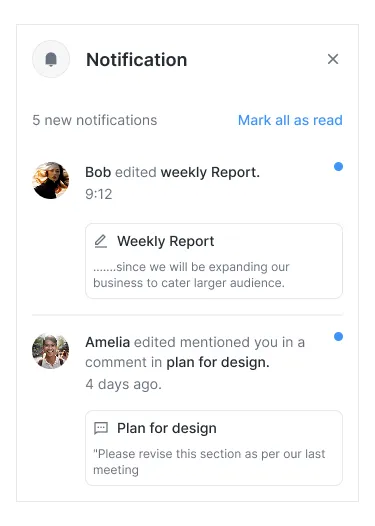 Notification
5 new notifications
Mark all as read
Bob edited weekly Report.
9:12
Weekly Report
.......since we will be expanding our
business to cater larger audience.
Amelia edited mentioned you in a
comment in plan for design.
4 days ago.
Plan for design
"Please revise this section as per our last
meeting